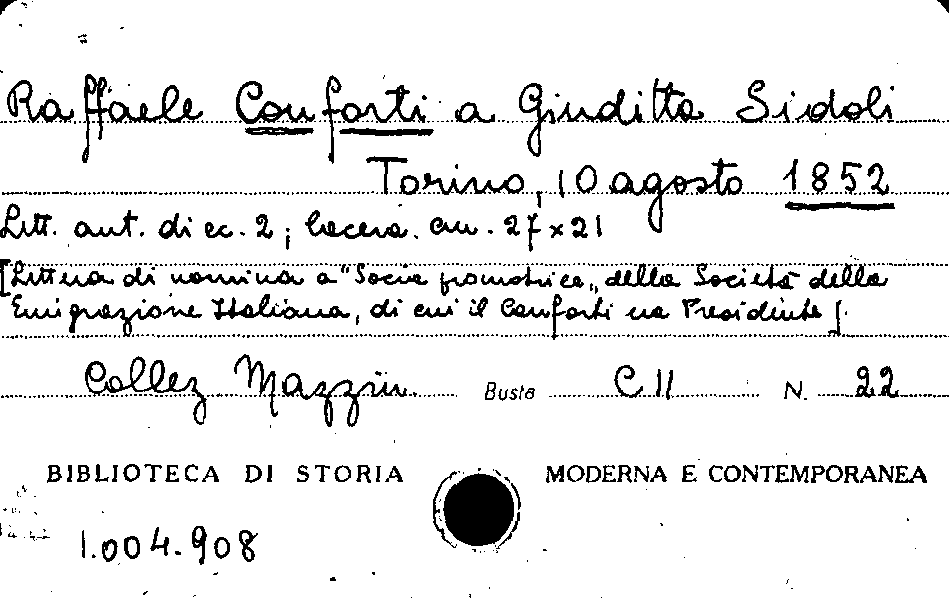 Raffaele Conforti a Giuditta Sidoli
Torino, 10 agosto 1852
Lett. aut. di cc. 2; lacera. cm. 27 x 21
[Lettera di nomina a "Socia promotrice„ della Società della
Emigrazione Italiana, di cui il Conforti era Presidente].
Collez Mazzin. Busta C II N. 22
BIBLIOTECA DI STORIA MODERNA E CONTEMPORANEA
1.004.908